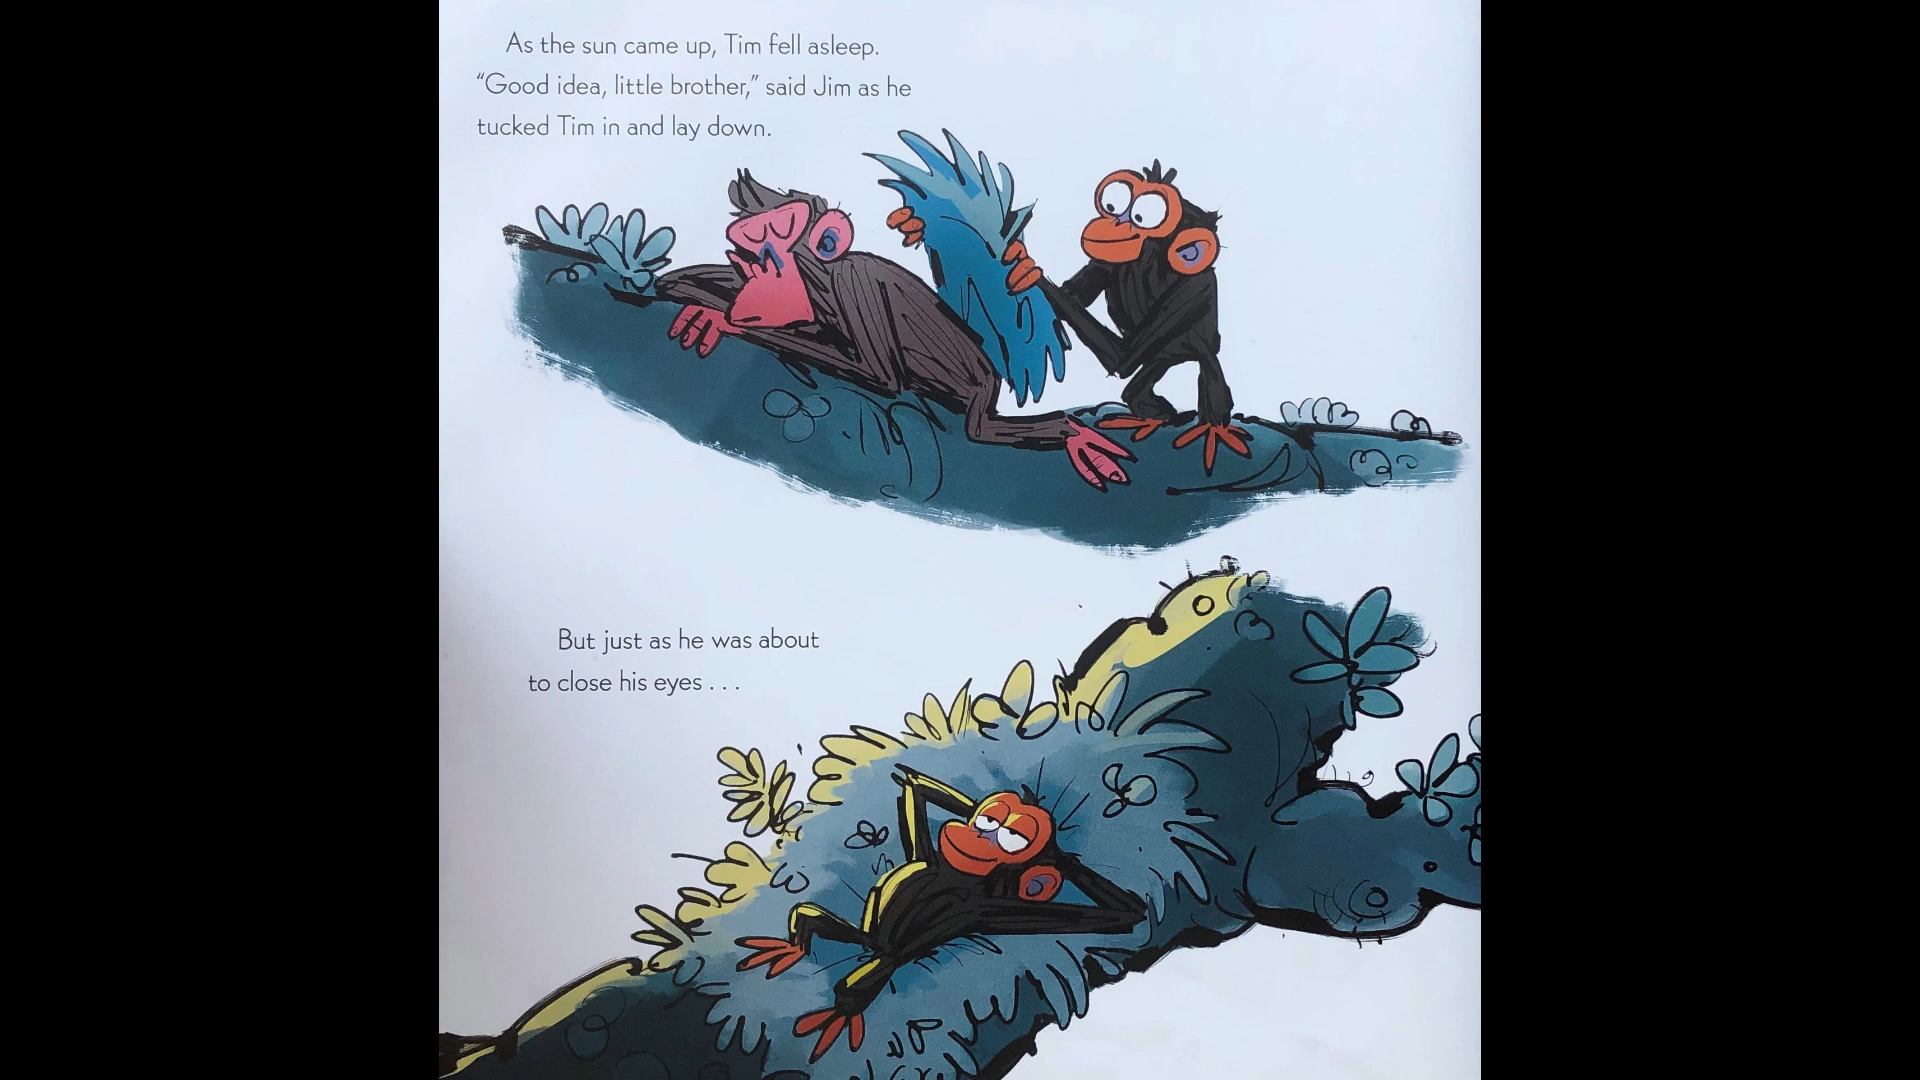 As the sun came up, Tim fell asleep.
“Good idea, little brother,” said Jim as he
tucked Tim in and lay down.
But just as he was about
to close his eyes . . .